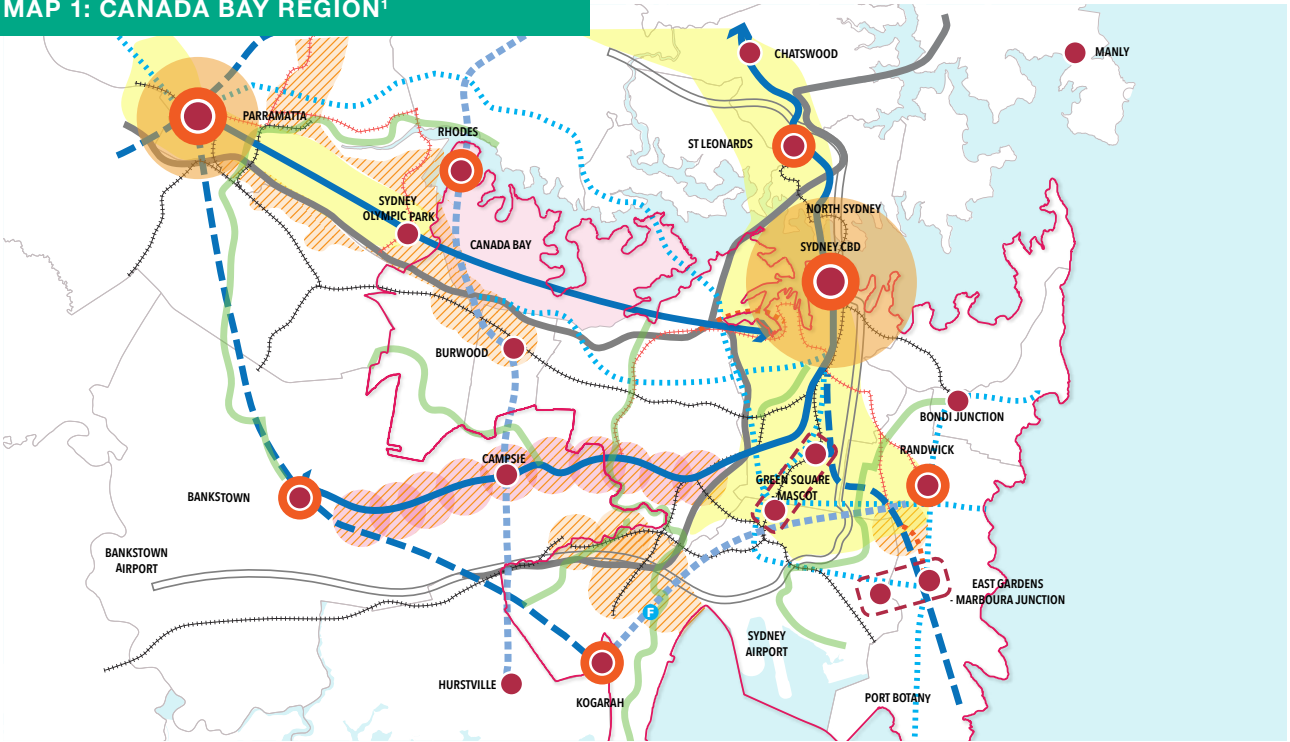 MAP 1: CANADA BAY REGION¹
CHATSWOOD
MANLY
PARRAMATTA
RHODES
ST LEONARDS
SYDNEY
OLYMPIC PARK
NORTH SYDNEY
CANADA BAY
SYDNEY CBD
BURWOOD
BONDI JUNCTION
CAMPSIE
RANDWICK
GREEN SQUARE
- MASCOT
BANKSTOWN
BANKSTOWN
AIRPORT
EAST GARDENS
- MARBOURA JUNCTION
F
SYDNEY
AIRPORT
HURSTVILLE
KOGARAH
PORT BOTANY